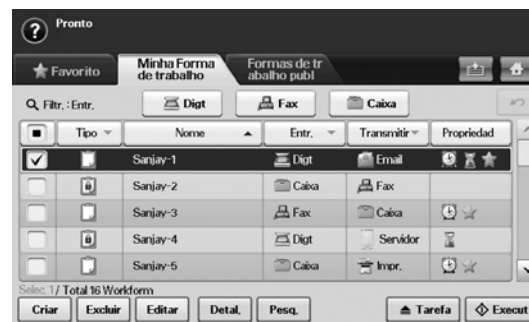 ? Pronto
Favorito
Minha Forma
de trabalho
Formas de tr
abalho publ
Filtr. : Entr. Digt Fax Caixa
Tipo Nome Entr. Transmitir Propriedad
Sanjay-1 Digt Email
Sanjay-2 Caixa Fax
Sanjay-3 Fax Caixa
Sanjay-4 Digt Servidor
Sanjay-5 Caixa Impr.
Selec. 1/ Total 16 Workform
Criar Excluir Editar Detal. Pesq. Tarefa Execut